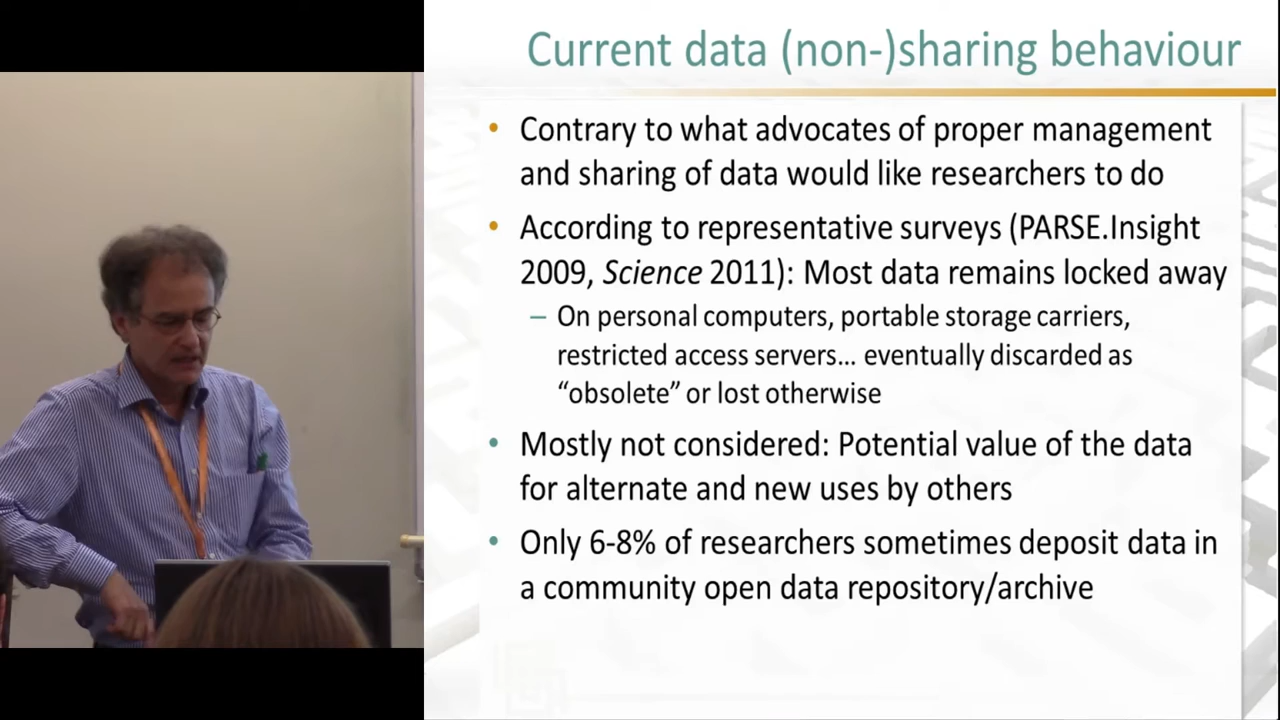 Current data (non-)sharing behaviour
• Contrary to what advocates of proper management
and sharing of data would like researchers to do
• According to representative surveys (PARSE.Insight
2009, Science 2011): Most data remains locked away
– On personal computers, portable storage carriers,
restricted access servers… eventually discarded as
“obsolete” or lost otherwise
• Mostly not considered: Potential value of the data
for alternate and new uses by others
• Only 6-8% of researchers sometimes deposit data in
a community open data repository/archive